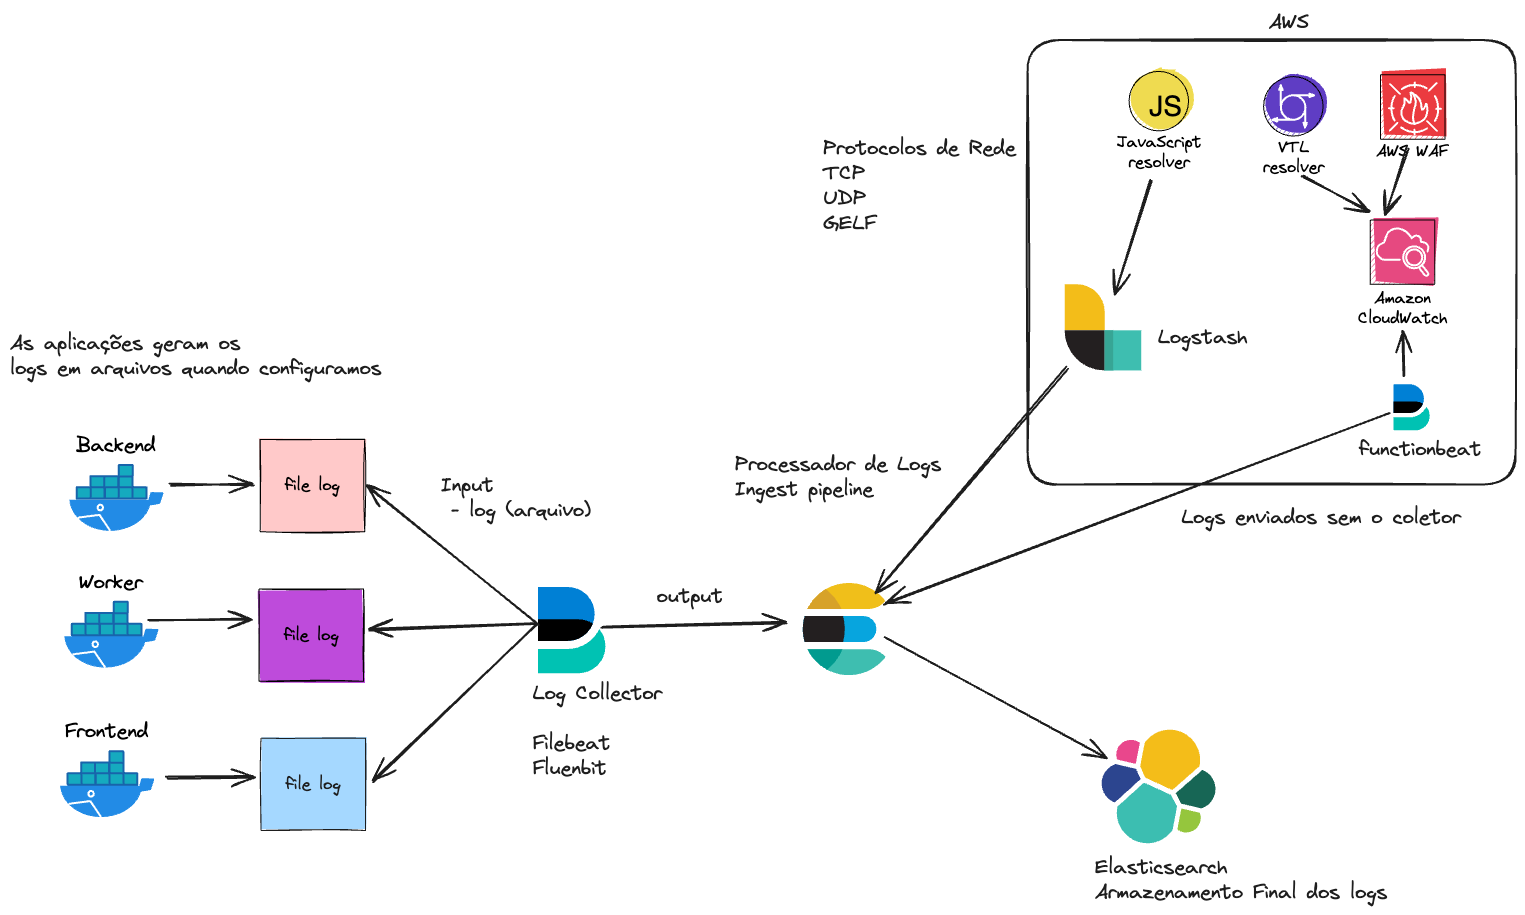 AWS
JS
JavaScript
resolver
VTL
resolver
AWS WAF
Protocolos de Rede
TCP
UDP
GELF
Amazon
CloudWatch
Logstash
functionbeat
As aplicações geram os
logs em arquivos quando configuramos
Backend
file log
Input
- log (arquivo)
Processador de Logs
Ingest pipeline
Logs enviados sem o coletor
Worker
file log
output
Log Collector
Filebeat
Fluenbit
Frontend
file log
Elasticsearch
Armazenamento Final dos logs